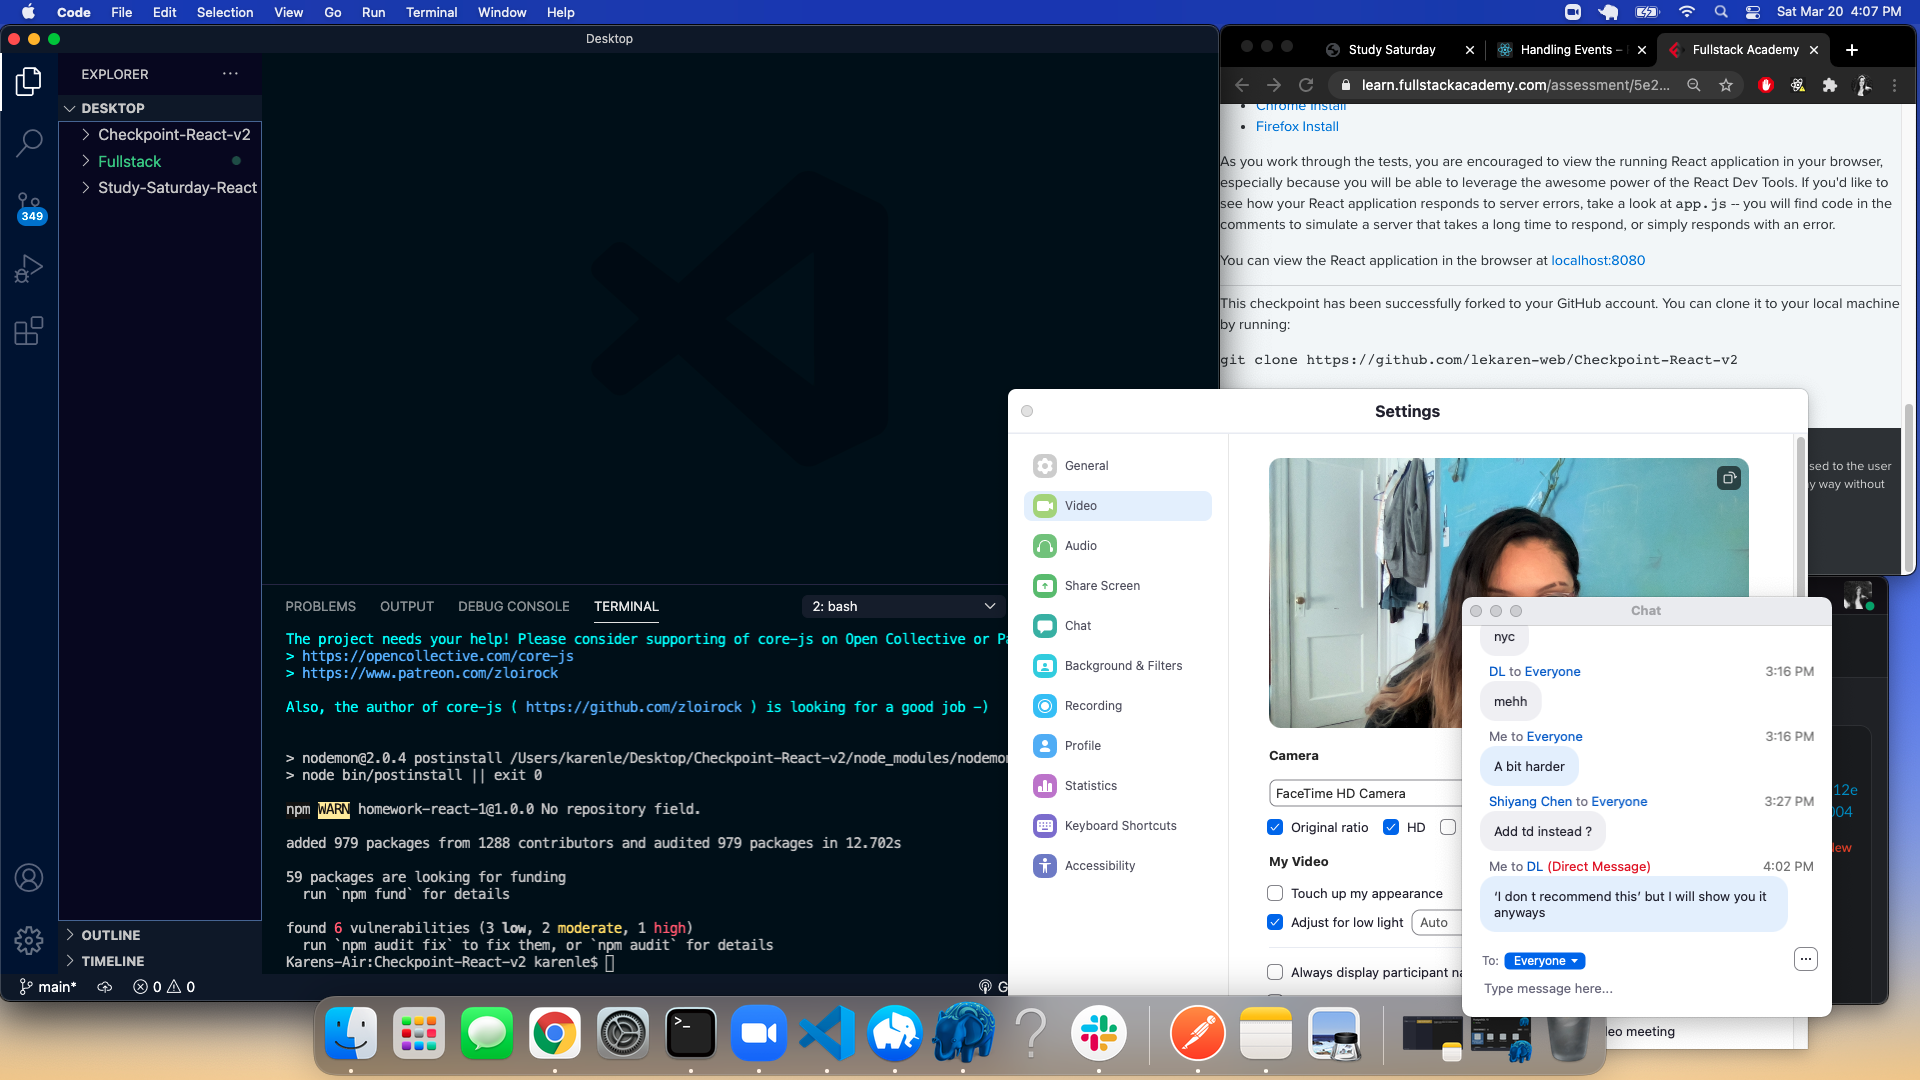 Code File Edit Selection View Go Run Terminal Window Help
Sat Mar 20 4:07 PM
Desktop
EXPLORER
DESKTOP
Checkpoint-React-v2
Fullstack
Study-Saturday-React
349
OUTLINE
TIMELINE
main*
0 0
PROBLEMS OUTPUT DEBUG CONSOLE TERMINAL
2: bash
The project needs your help! Please consider supporting of core-js on Open Collective or Pa
> https://opencollective.com/core-js
> https://www.patreon.com/zloirock
Also, the author of core-js ( https://github.com/zloirock ) is looking for a good job -)
> nodemon@2.0.4 postinstall /Users/karenle/Desktop/Checkpoint-React-v2/node_modules/nodemon
> node bin/postinstall || exit 0
npm WARN homework-react-1@1.0.0 No repository field.
added 979 packages from 1288 contributors and audited 979 packages in 12.702s
59 packages are looking for funding
run `npm fund` for details
found 6 vulnerabilities (3 low, 2 moderate, 1 high)
run `npm audit fix` to fix them, or `npm audit` for details
Karens-Air:Checkpoint-React-v2 karenle$
Study Saturday
Handling Events –
Fullstack Academy
learn.fullstackacademy.com/assessment/5e2...
Chrome Install
Firefox Install
As you work through the tests, you are encouraged to view the running React application in your browser,
especially because you will be able to leverage the awesome power of the React Dev Tools. If you'd like to
see how your React application responds to server errors, take a look at app.js -- you will find code in the
comments to simulate a server that takes a long time to respond, or simply responds with an error.
You can view the React application in the browser at localhost:8080
This checkpoint has been successfully forked to your GitHub account. You can clone it to your local machine
by running:
git clone https://github.com/lekaren-web/Checkpoint-React-v2
sed to the user
y way without
Settings
General
Video
Audio
Share Screen
Chat
Background & Filters
Recording
Profile
Statistics
Keyboard Shortcuts
Accessibility
Camera
FaceTime HD Camera
Original ratio HD
My Video
Touch up my appearance
Adjust for low light Auto
Always display participant na
Chat
nyc
DL to Everyone 3:16 PM
mehh
Me to Everyone 3:16 PM
A bit harder
Shiyang Chen to Everyone 3:27 PM
Add td instead ?
Me to DL (Direct Message) 4:02 PM
‘I don t recommend this’ but I will show you it
anyways
To: Everyone
Type message here...
12e
004
eo meeting